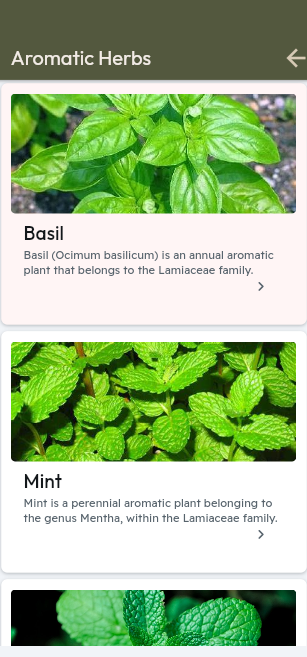 Aromatic Herbs
Basil
Basil (Ocimum basilicum) is an annual aromatic
plant that belongs to the Lamiaceae family.
Mint
Mint is a perennial aromatic plant belonging to
the genus Mentha, within the Lamiaceae family.